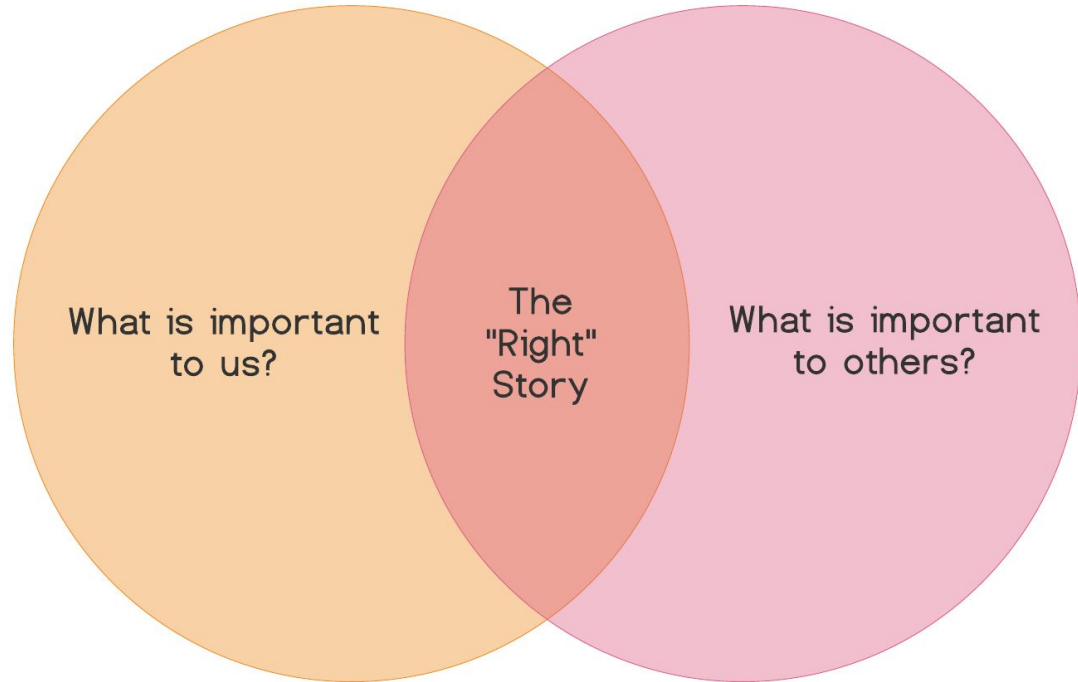 What is important
to us?
The
"Right"
Story
What is important
to others?